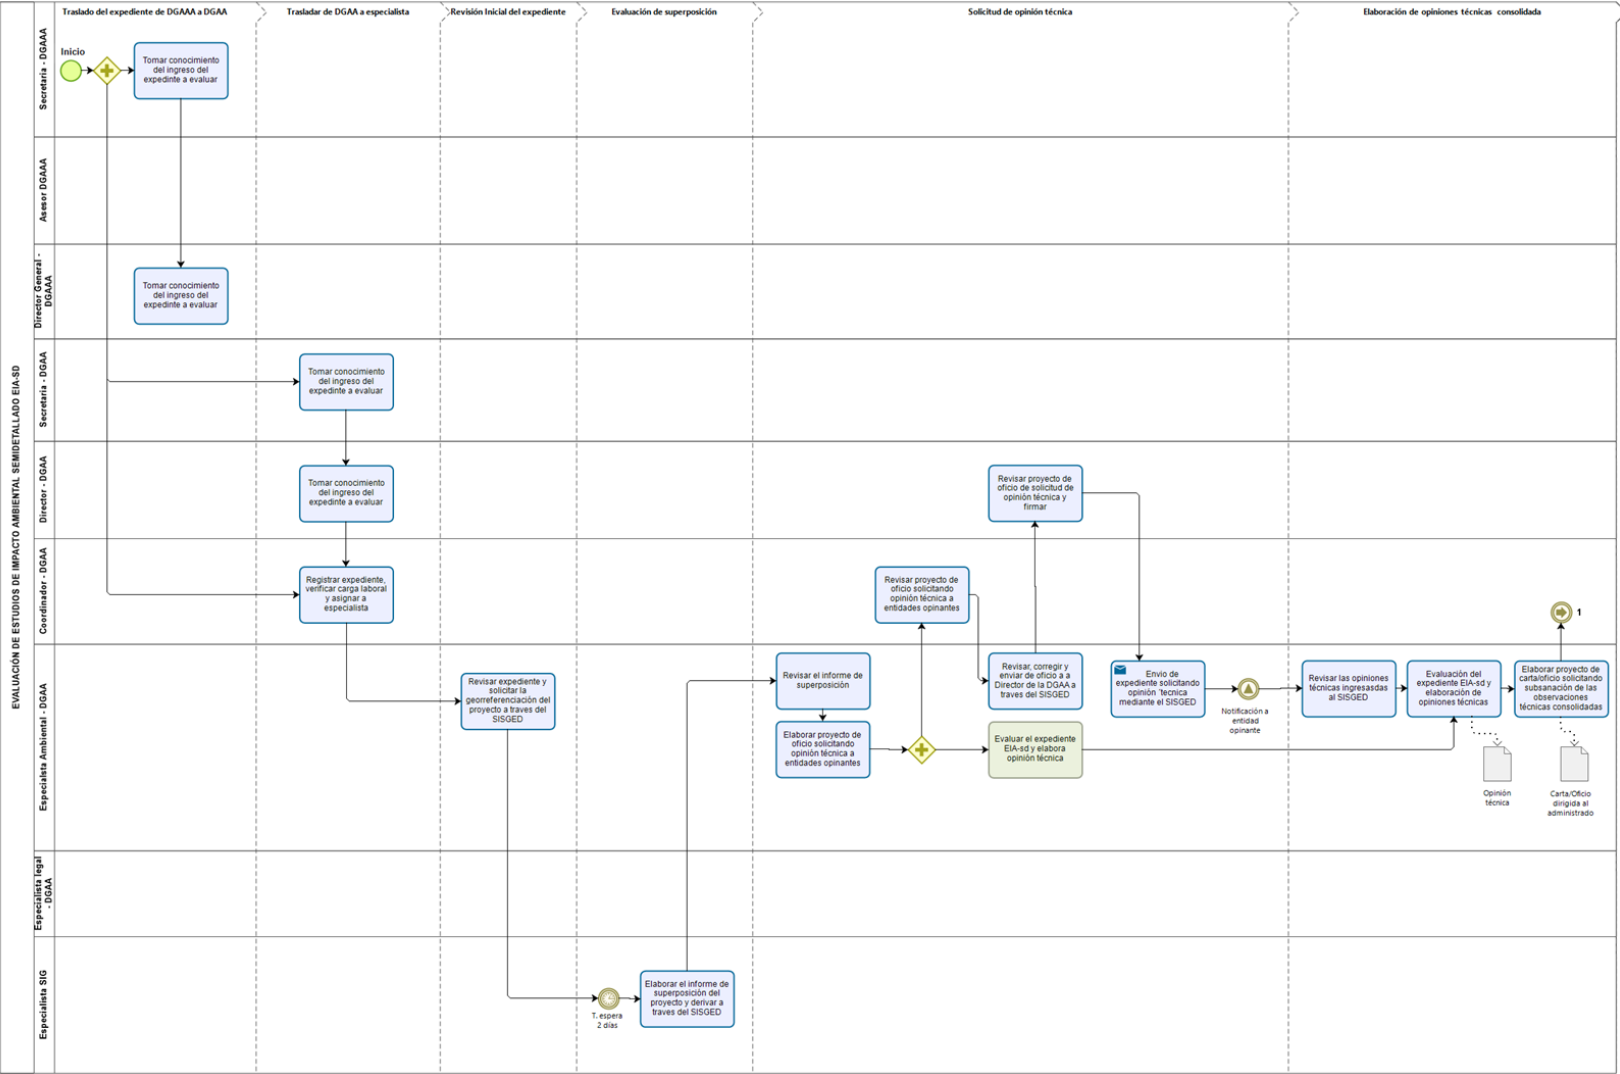 Traslado del expediente de DGAAA a DGAA
Trasladar de DGAA a especialista
Revisión Inicial del expediente
Evaluación de superposición
Solicitud de opinión técnica
Elaboración de opiniones técnicas consolidada
EVALUACIÓN DE ESTUDIOS DE IMPACTO AMBIENTAL SEMIDETALLADO EIA-SD
Secretaria - DGAAA
Inicio
Tomar conocimiento
del ingreso del
expedinte a evaluar
Asesor DGAAA
Director General -
DGAAA
Tomar conocimiento
del ingreso del
expedinte a evaluar
Secretaria - DGAA
Tomar conocimiento
del ingreso del
expedinte a evaluar
Director - DGAA
Tomar conocimiento
del ingreso del
expedinte a evaluar
Revisar proyecto de
oficio de solicitud de
opinión técnica y
firmar
Coordinador - DGAA
Registrar expediente,
verificar carga laboral
y asignar a
especialista
Revisar proyecto de
oficio solicitando
opinión técnica a
entidades opinantes
1
Especialsta Ambiental - DGAA
Revisar expediente y
solicitar la
georreferenciación del
proyecto a traves del
SISGED
Revisar el informe de
superposición
Elaborar proyecto de
oficio solicitando
opinión técnica a
entidades opinantes
Revisar, corregir y
enviar de oficio a a
Director de la DGAA a
traves del SISGED
Evaluar el expediente
EIA-sd y elabora
opinión técnica
Envio de
expediente solicitando
opinión ´tecnica
mediante el SISGED
Notificación a
entidad
opinante
Revisar las opniones
técnicas ingresasdas
al SISGED
Evaluación del
expediente EIA-sd y
elaboración de
opiniones técnicas
Elaborar proyecto de
carta/oficio solicitando
subsanación de las
observaciones
técnicas consolidadas
Opinión
técnica
Carta/Oficio
dirigida al
administrado
Especialista legal
- DGAA
Especialista SIG
T. espera
2 días
Elaborar el informe de
superposición del
proyecto y derivar a
traves del SISGED